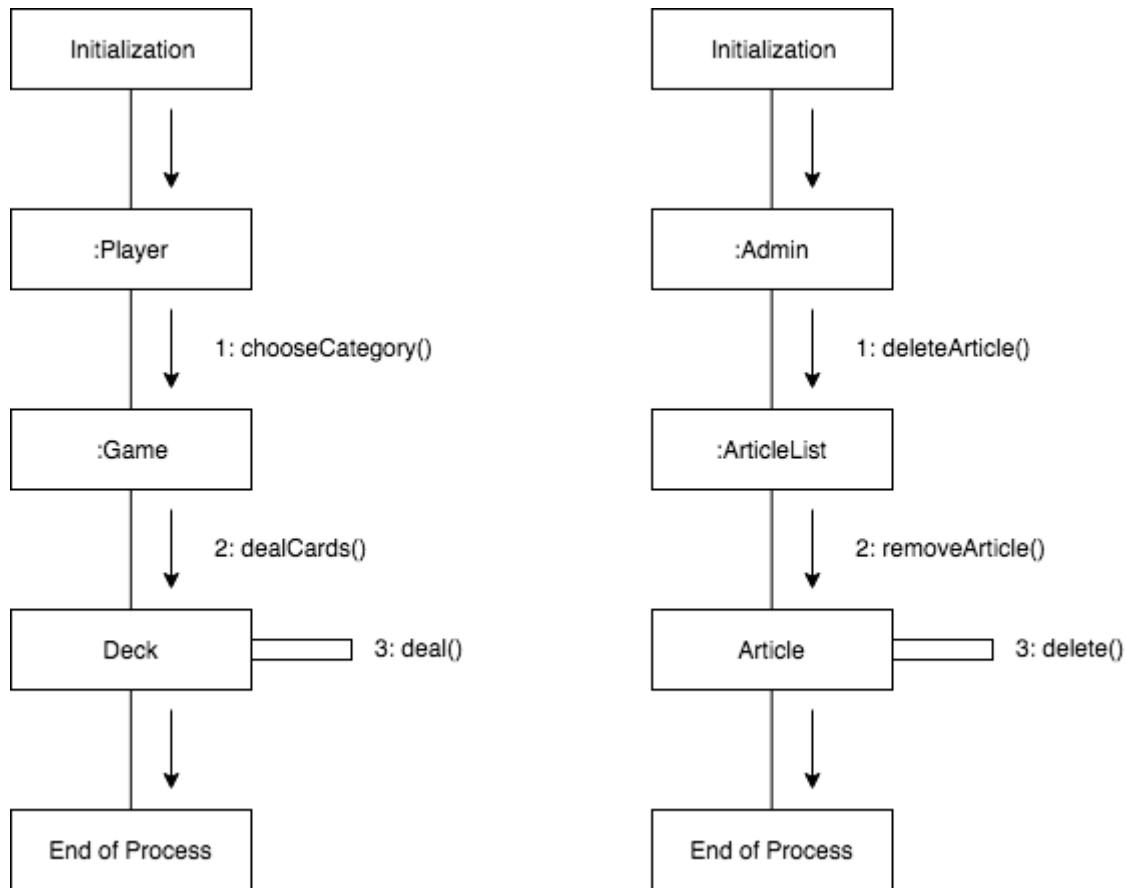 Initialization
:Player
1: chooseCategory()
:Game
2: dealCards()
Deck
3: deal()
End of Process
Initialization
:Admin
1: deleteArticle()
:ArticleList
2: removeArticle()
Article
3: delete()
End of Process